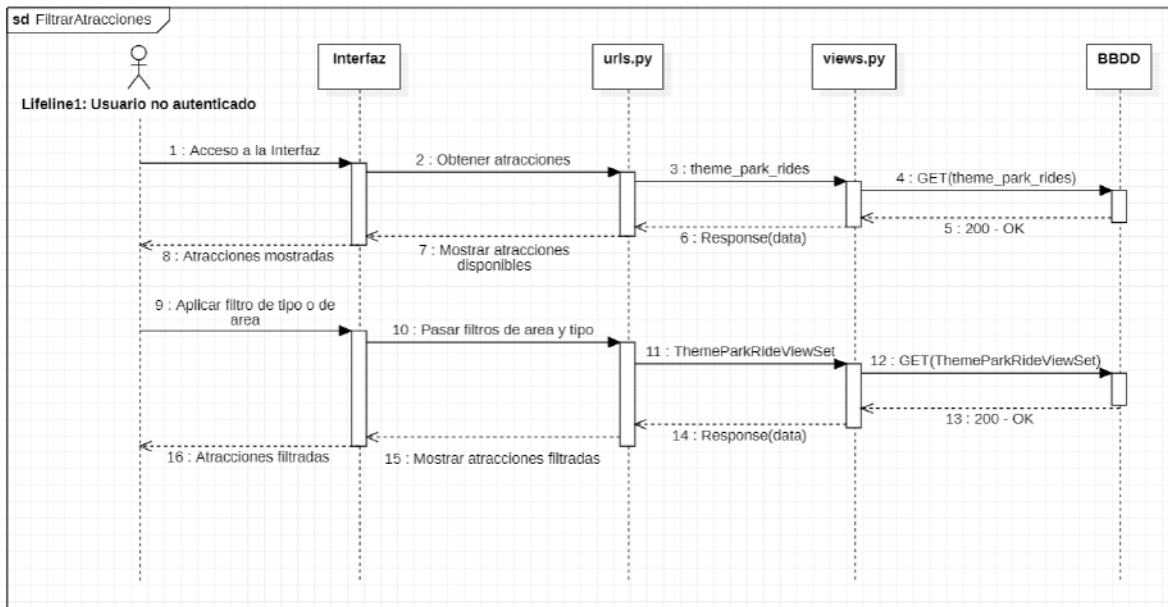 sd FiltrarAtracciones
Interfaz
urls.py
views.py
BBDD
Lifeline1: Usuario no autenticado
1 : Acceso a la Interfaz
2 : Obtener atracciones
3 : theme_park_rides
4 : GET(theme_park_rides)
5 : 200 - OK
6 : Response(data)
7 : Mostrar atracciones
disponibles
8 : Atracciones mostradas
9 : Aplicar filtro de tipo o de
area
10 : Pasar filtros de area y tipo
11 : ThemeParkRideViewSet
12 : GET(ThemeParkRideViewSet)
13 : 200 - OK
14 : Response(data)
15 : Mostrar atracciones filtradas
16 : Atracciones filtradas